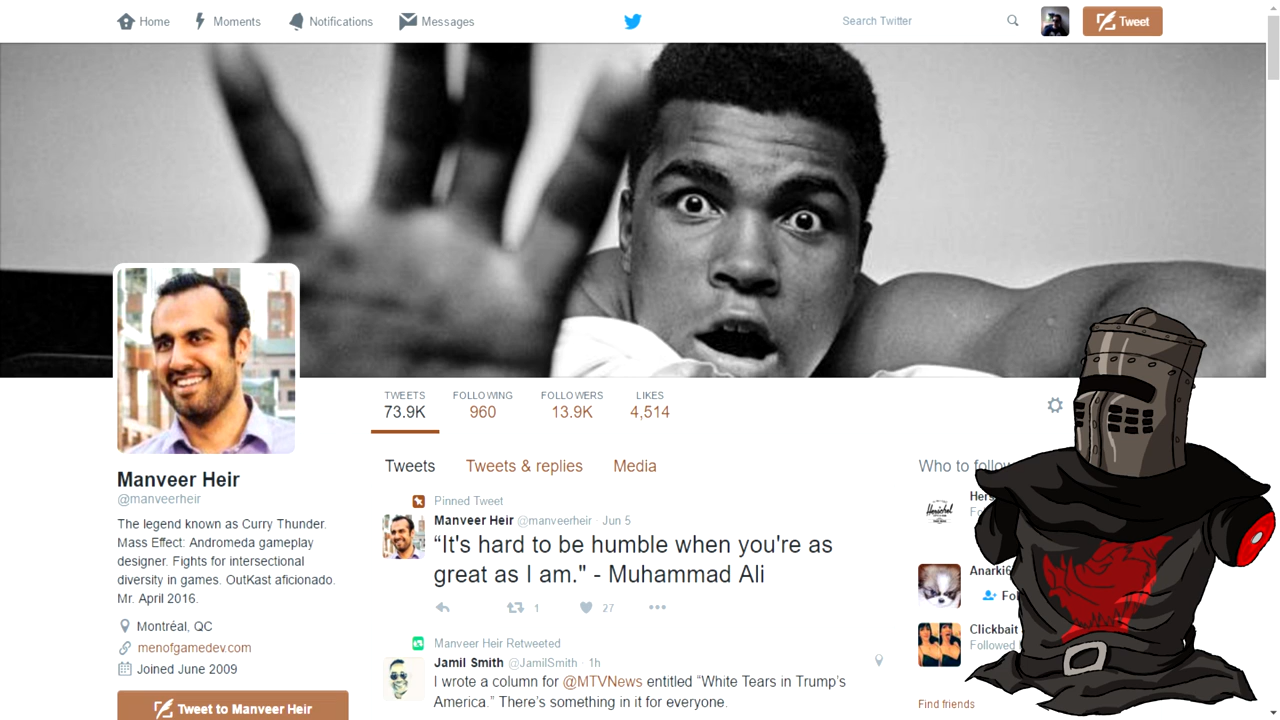 Home
Moments
Notifications
Messages
Search Twitter
Tweet
TWEETS
73.9K
FOLLOWING
960
FOLLOWERS
13.9K
LIKES
4,514
Manveer Heir
@manveerheir
The legend known as Curry Thunder.
Mass Effect: Andromeda gameplay
designer. Fights for intersectional
diversity in games. OutKast aficionado.
Mr. April 2016.
Montréal, QC
menofgamedev.com
Joined June 2009
Tweet to Manveer Heir
Tweets
Tweets & replies
Media
Pinned Tweet
Manveer Heir @manveerheir · Jun 5
“It's hard to be humble when you're as
great as I am." - Muhammad Ali
1
27
Manveer Heir Retweeted
Jamil Smith @JamilSmith · 1h
I wrote a column for @MTVNews entitled “White Tears in Trump’s
America.” There’s something in it for everyone.
Who to follow
Herschel
Anarki
Clickbait
Followed
Find friends